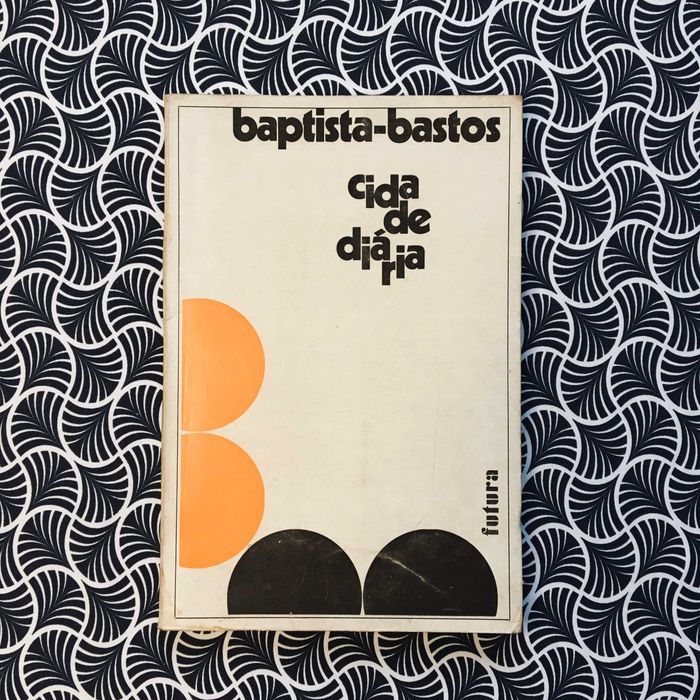 baptista-bastos
cida
de
diá
ria
futura